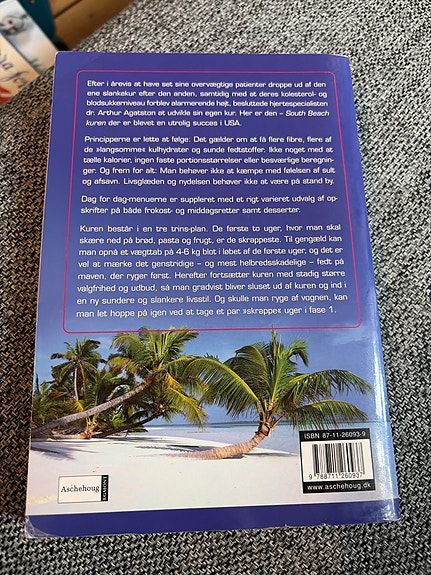 Efter i årevis at have set sine overvægtige patienter droppe ud af den
ene slankekur efter den anden, samtidig med at deres kolesterol- og
blodsukkerniveau forblev alarmerende højt, besluttede hjertespecialisten
dr. Arthur Agatston at udvikle sin egen kur. Her er den – South Beach
kuren der er blevet en utrolig succes i USA.
Principperne er lette at følge: Det gælder om at få flere fibre, flere af
de »langsomme« kulhydrater og sunde fedtstoffer. Ikke noget med at
tælle kalorier, ingen faste portionsstørrelser eller besværlige beregnin-
ger. Og frem for alt: Man behøver ikke at kæmpe med følelsen af sult
og afsavn. Livsglæden og nydelsen behøver ikke at være på stand by.
Dag for dag-menuerne er suppleret med et rigt varieret udvalg af op-
skrifter på både frokost- og middagsretter samt desserter.
Kuren består i en tre trins-plan. De første to uger, hvor man skal
skære ned på brød, pasta og frugt, er de skrappeste. Til gengæld kan
man opnå et vægttab på 4-6 kg blot i løbet af de første uger, og det er
vel at mærke det genstridige – og mest helbredsskadelige – fedt på
maven, der ryger først. Herefter fortsætter kuren med stadig større
valgfrihed og udbud, så man gradvist bliver sluset ud af kuren og ind i
en ny sundere og slankere livsstil. Og skulle man ryge af vognen, kan
man let hoppe på igen ved at tage et par »skrappe« uger i fase 1.
ISBN 87-11-26093-9
9 788711 260937
www.aschehoug.dk
Aschehoug
EGMONT